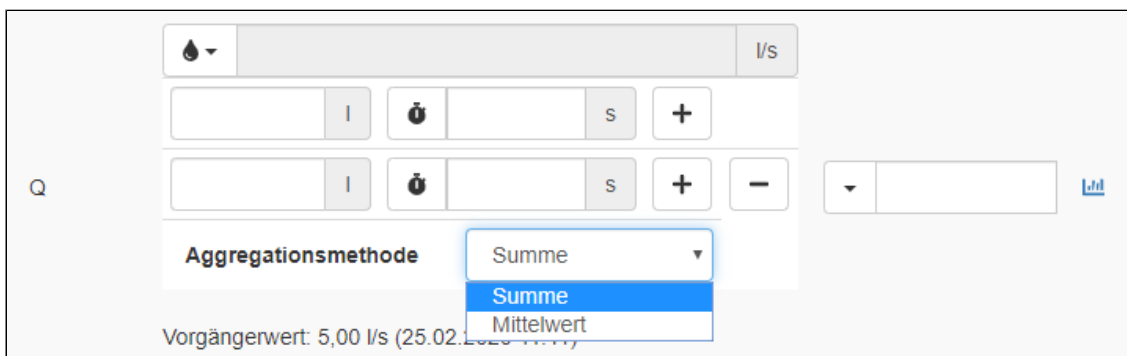 l/s
l s
Q l s
Aggregationsmethode Summe
Summe
Mittelwert
Vorgängerwert: 5,00 l/s (25.02.